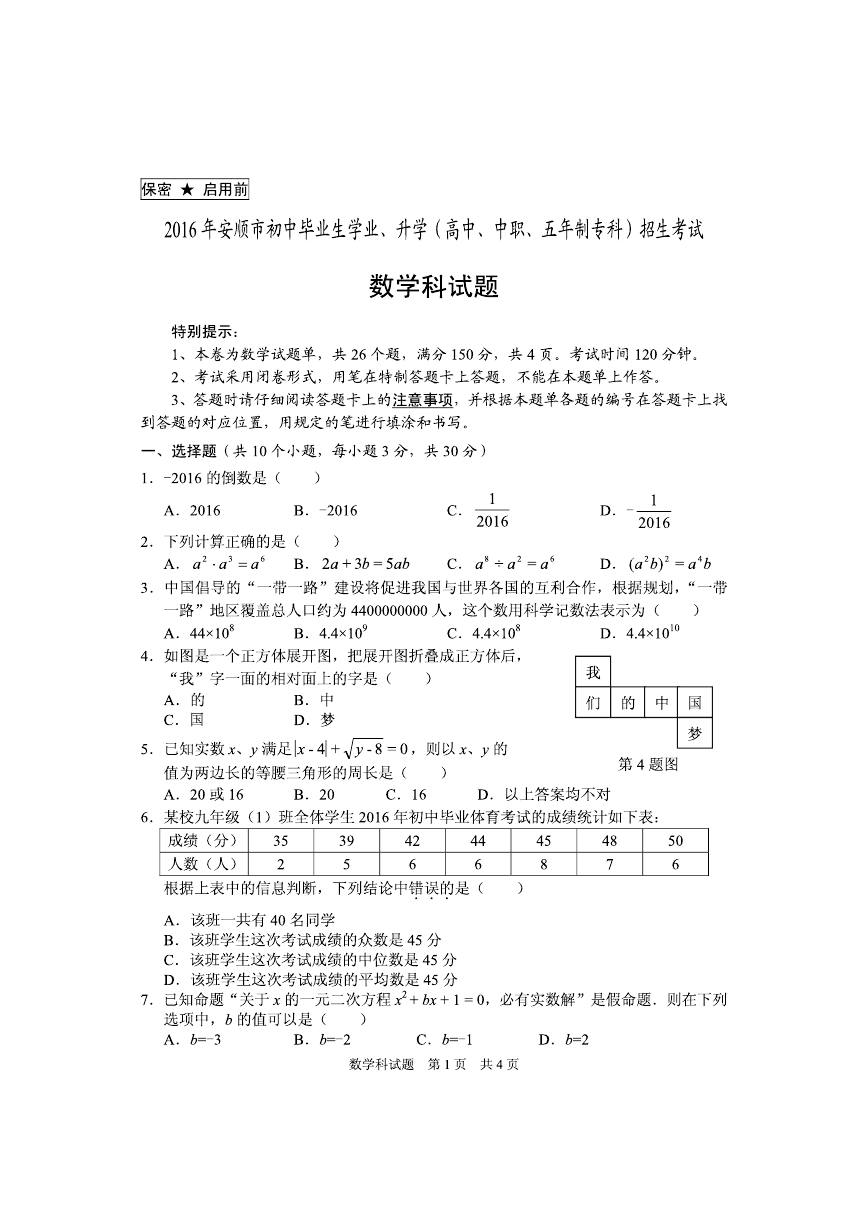 保密 ★ 启用前
2016年安顺市初中毕业生学业、升学(高中、中职、五年制专科)招生考试
数学科试题
特别提示:
1、本卷为数学试题单,共26个题,满分150分,共4页。考试时间120分钟。
2、考试采用闭卷形式,用笔在特制答题卡上答题,不能在本题单上作答。
3、答题时请仔细阅读答题卡上的注意事项,并根据本题单各题的编号在答题卡上找
到答题的对应位置,用规定的笔进行填涂和书写。
一、选择题(共10个小题,每小题3分,共30分)
1.-2016的倒数是(  )
A.2016 B.-2016 C.1/2016 D.-1/2016
2.下列计算正确的是(  )
A.a²·a³=a⁶ B.2a+3b=5ab C.a⁸÷a²=a⁶ D.(a²b)²=a⁴b
3.中国倡导的“一带一路”建设将促进我国与世界各国的互利合作,根据规划,“一带
一路”地区覆盖总人口约为4400000000人,这个数用科学记数法表示为(  )
A.44×10⁸ B.4.4×10⁹ C.4.4×10⁸ D.4.4×10¹⁰
4.如图是一个正方体展开图,把展开图折叠成正方体后,
“我”字一面的相对面上的字是(  )
A.的 B.中
C.国 D.梦
我
们 的 中 国
梦
第4题图
5.已知实数x、y满足|x-4|+√(y-8)=0,则以x、y的
值为两边长的等腰三角形的周长是(  )
A.20或16 B.20 C.16 D.以上答案均不对
6.某校九年级(1)班全体学生2016年初中毕业体育考试的成绩统计如下表:
成绩(分) 35 39 42 44 45 48 50
人数(人) 2 5 6 6 8 7 6
根据上表中的信息判断,下列结论中错误的是(  )
A.该班一共有40名同学
B.该班学生这次考试成绩的众数是45分
C.该班学生这次考试成绩的中位数是45分
D.该班学生这次考试成绩的平均数是45分
7.已知命题“关于x的一元二次方程x²+bx+1=0,必有实数解”是假命题.则在下列
选项中,b的值可以是(  )
A.b=-3 B.b=-2 C.b=-1 D.b=2
数学科试题 第1页 共4页